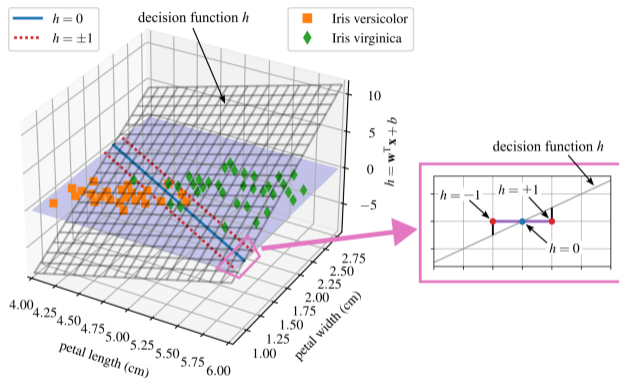 decision function h
h = 0
h = ±1
Iris versicolor
Iris virginica
10
5
0
−5
h = wᵀx + b
4.00
4.25
4.50
4.75
5.00
5.25
5.50
5.75
6.00
petal length (cm)
1.00
1.25
1.50
1.75
2.00
2.25
2.50
2.75
petal width (cm)
decision function h
h = −1
h = +1
h = 0